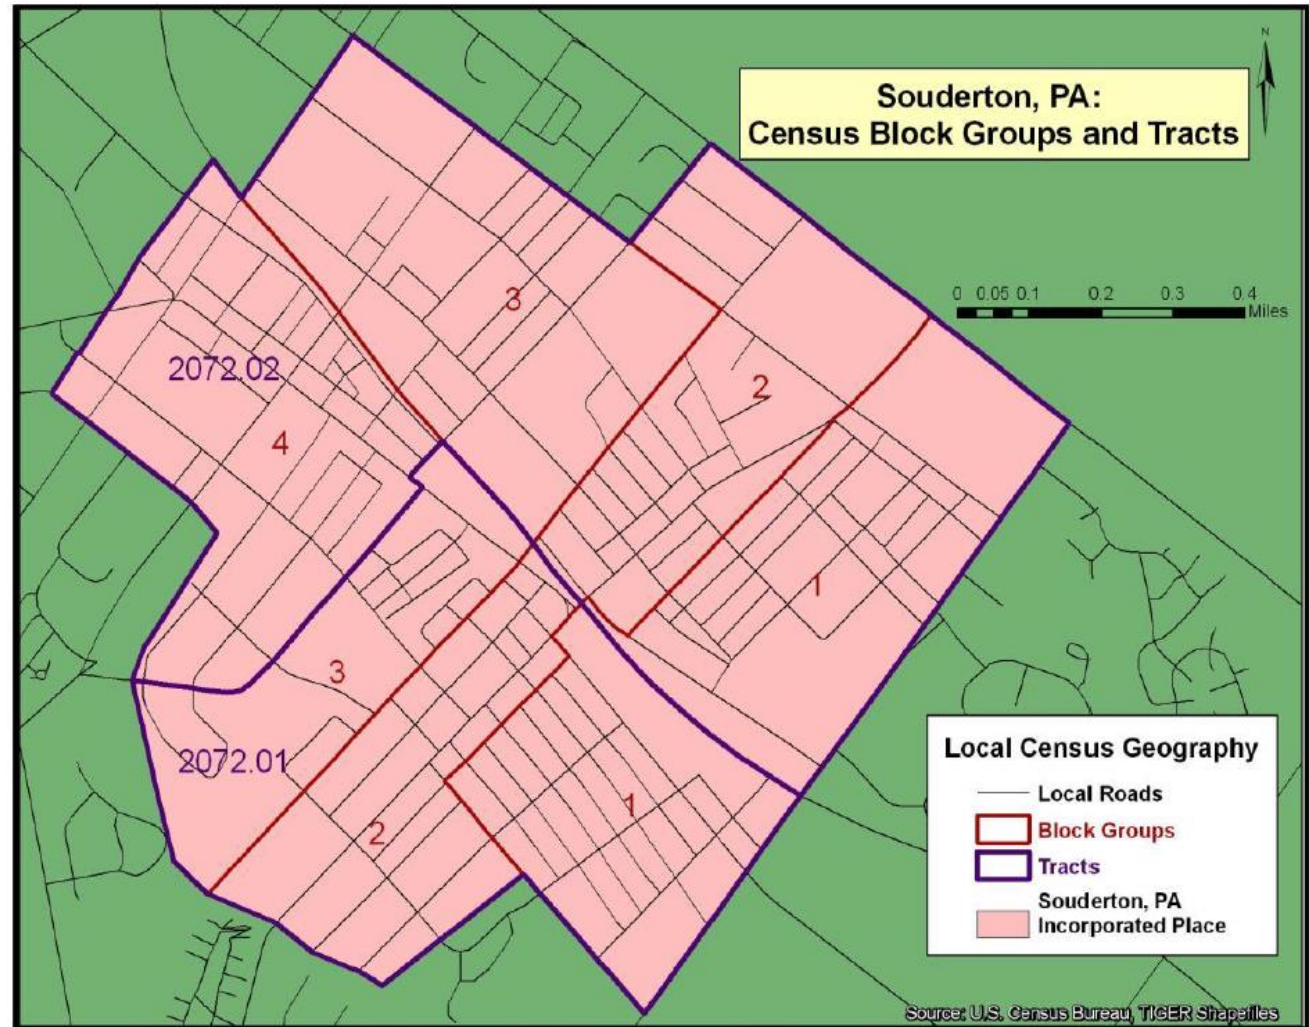 N
Souderton, PA:
Census Block Groups and Tracts
0 0.05 0.1 0.2 0.3 0.4
Miles
3
2072.02
2
4
1
3
2072.01
1
2
Local Census Geography
Local Roads
Block Groups
Tracts
Souderton, PA
Incorporated Place
Source: U.S. Census Bureau, TIGER Shapefiles